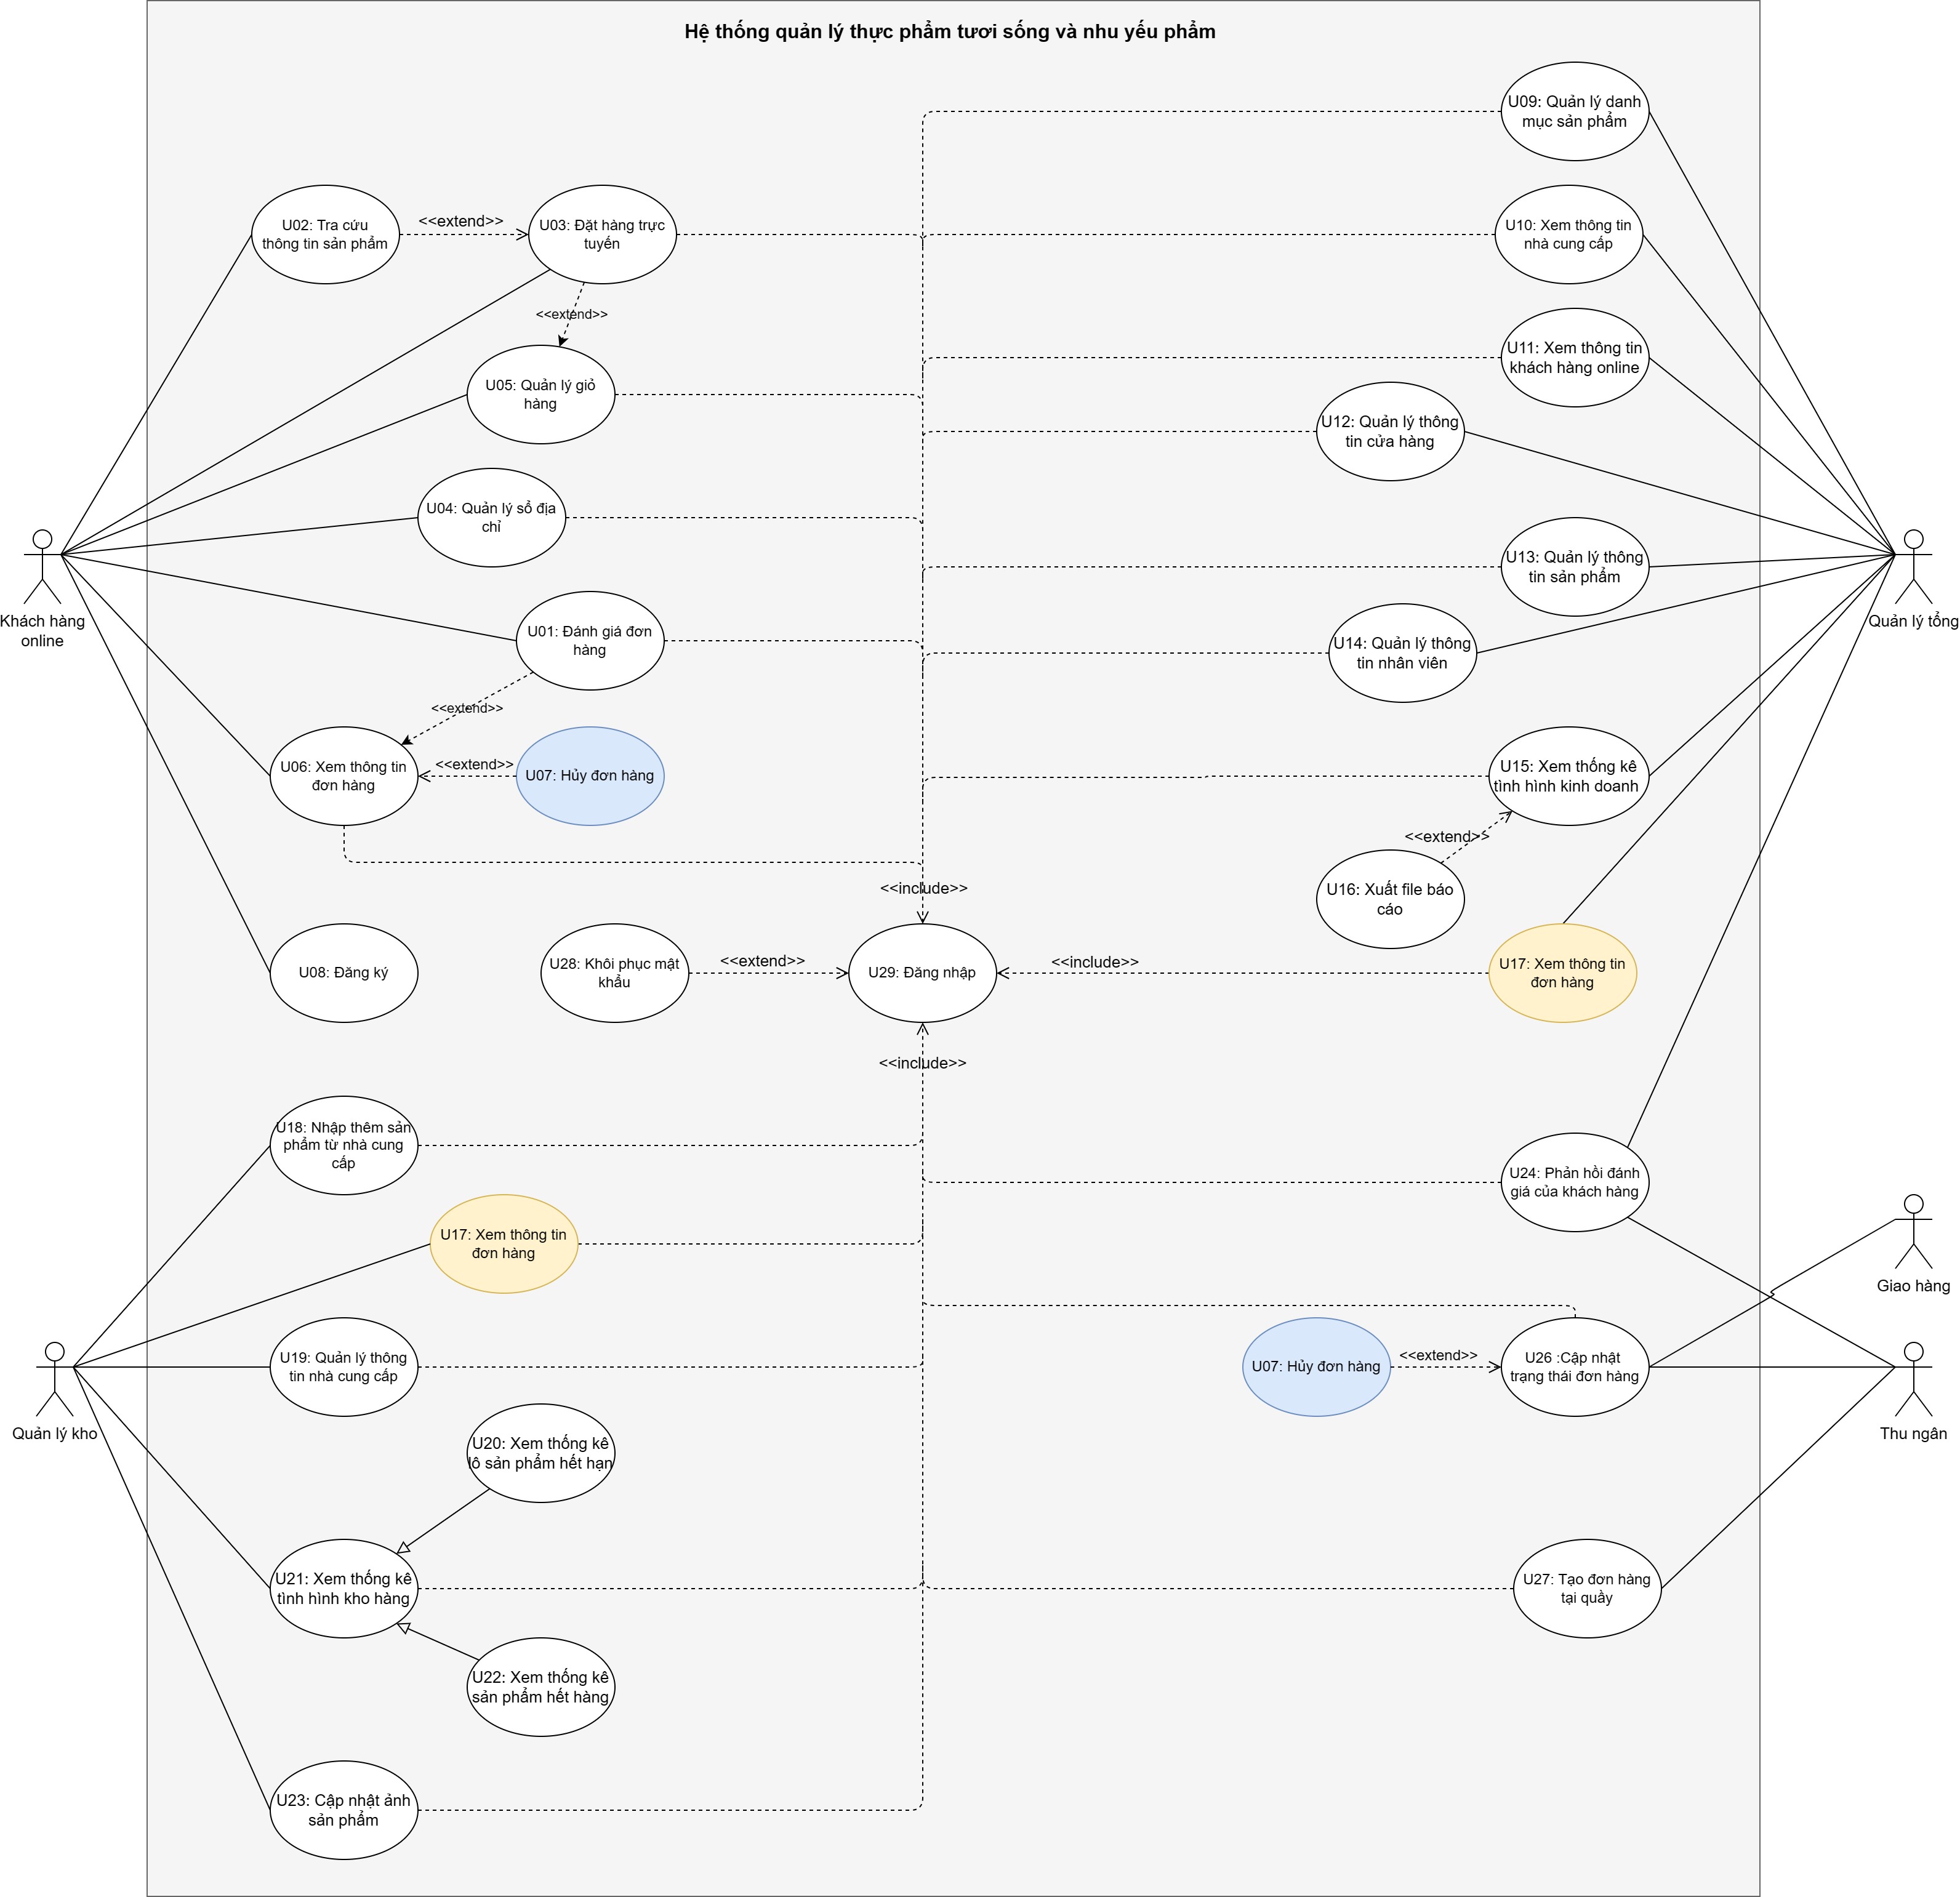 Hệ thống quản lý thực phẩm tươi sống và nhu yếu phẩm
U09: Quản lý danh
mục sản phẩm
U02: Tra cứu
thông tin sản phẩm
<<extend>>
U03: Đặt hàng trực
tuyến
U10: Xem thông tin
nhà cung cấp
<<extend>>
U11: Xem thông tin
khách hàng online
U05: Quản lý giỏ
hàng
U12: Quản lý thông
tin cửa hàng
U04: Quản lý sổ địa
chỉ
U13: Quản lý thông
tin sản phẩm
Khách hàng
online
Quản lý tổng
U01: Đánh giá đơn
hàng
U14: Quản lý thông
tin nhân viên
<<extend>>
U06: Xem thông tin
đơn hàng
<<extend>>
U07: Hủy đơn hàng
U15: Xem thống kê
tình hình kinh doanh
<<extend>>
U16: Xuất file báo
cáo
<<include>>
U08: Đăng ký
U28: Khôi phục mật
khẩu
<<extend>>
U29: Đăng nhập
<<include>>
U17: Xem thông tin
đơn hàng
<<include>>
U18: Nhập thêm sản
phẩm từ nhà cung
cấp
U24: Phản hồi đánh
giá của khách hàng
U17: Xem thông tin
đơn hàng
Giao hàng
U19: Quản lý thông
tin nhà cung cấp
U07: Hủy đơn hàng
<<extend>>
U26 :Cập nhật
trạng thái đơn hàng
Quản lý kho
Thu ngân
U20: Xem thống kê
lô sản phẩm hết hạn
U21: Xem thống kê
tình hình kho hàng
U27: Tạo đơn hàng
tại quầy
U22: Xem thống kê
sản phẩm hết hàng
U23: Cập nhật ảnh
sản phẩm